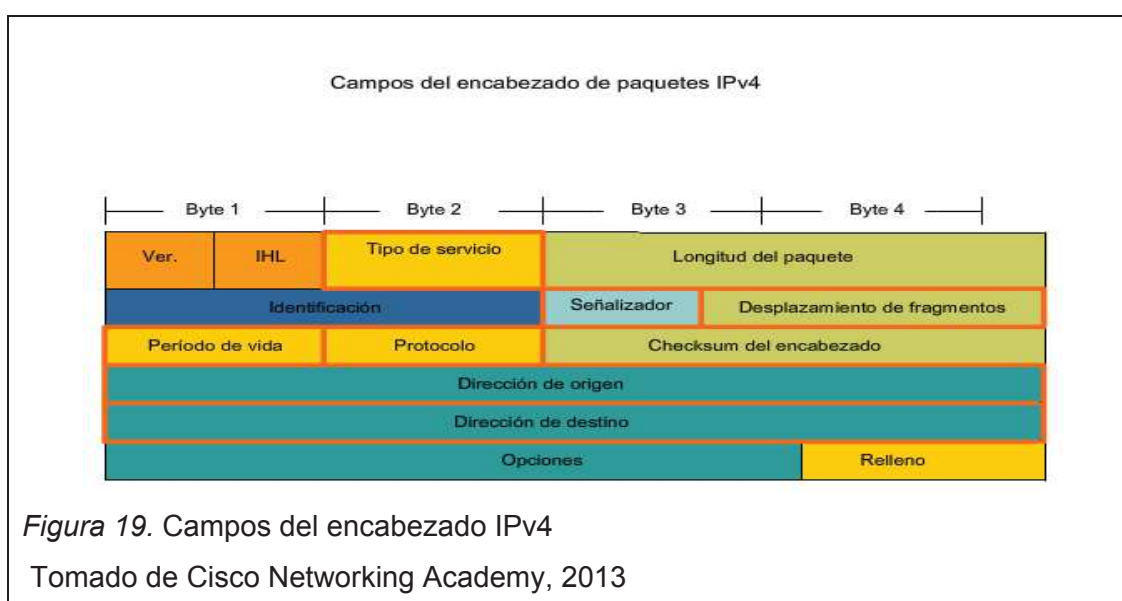 Campos del encabezado de paquetes IPv4
Byte 1 Byte 2 Byte 3 Byte 4
Ver. IHL Tipo de servicio Longitud del paquete
Identificación Señalizador Desplazamiento de fragmentos
Período de vida Protocolo Checksum del encabezado
Dirección de origen
Dirección de destino
Opciones Relleno
Figura 19. Campos del encabezado IPv4
Tomado de Cisco Networking Academy, 2013